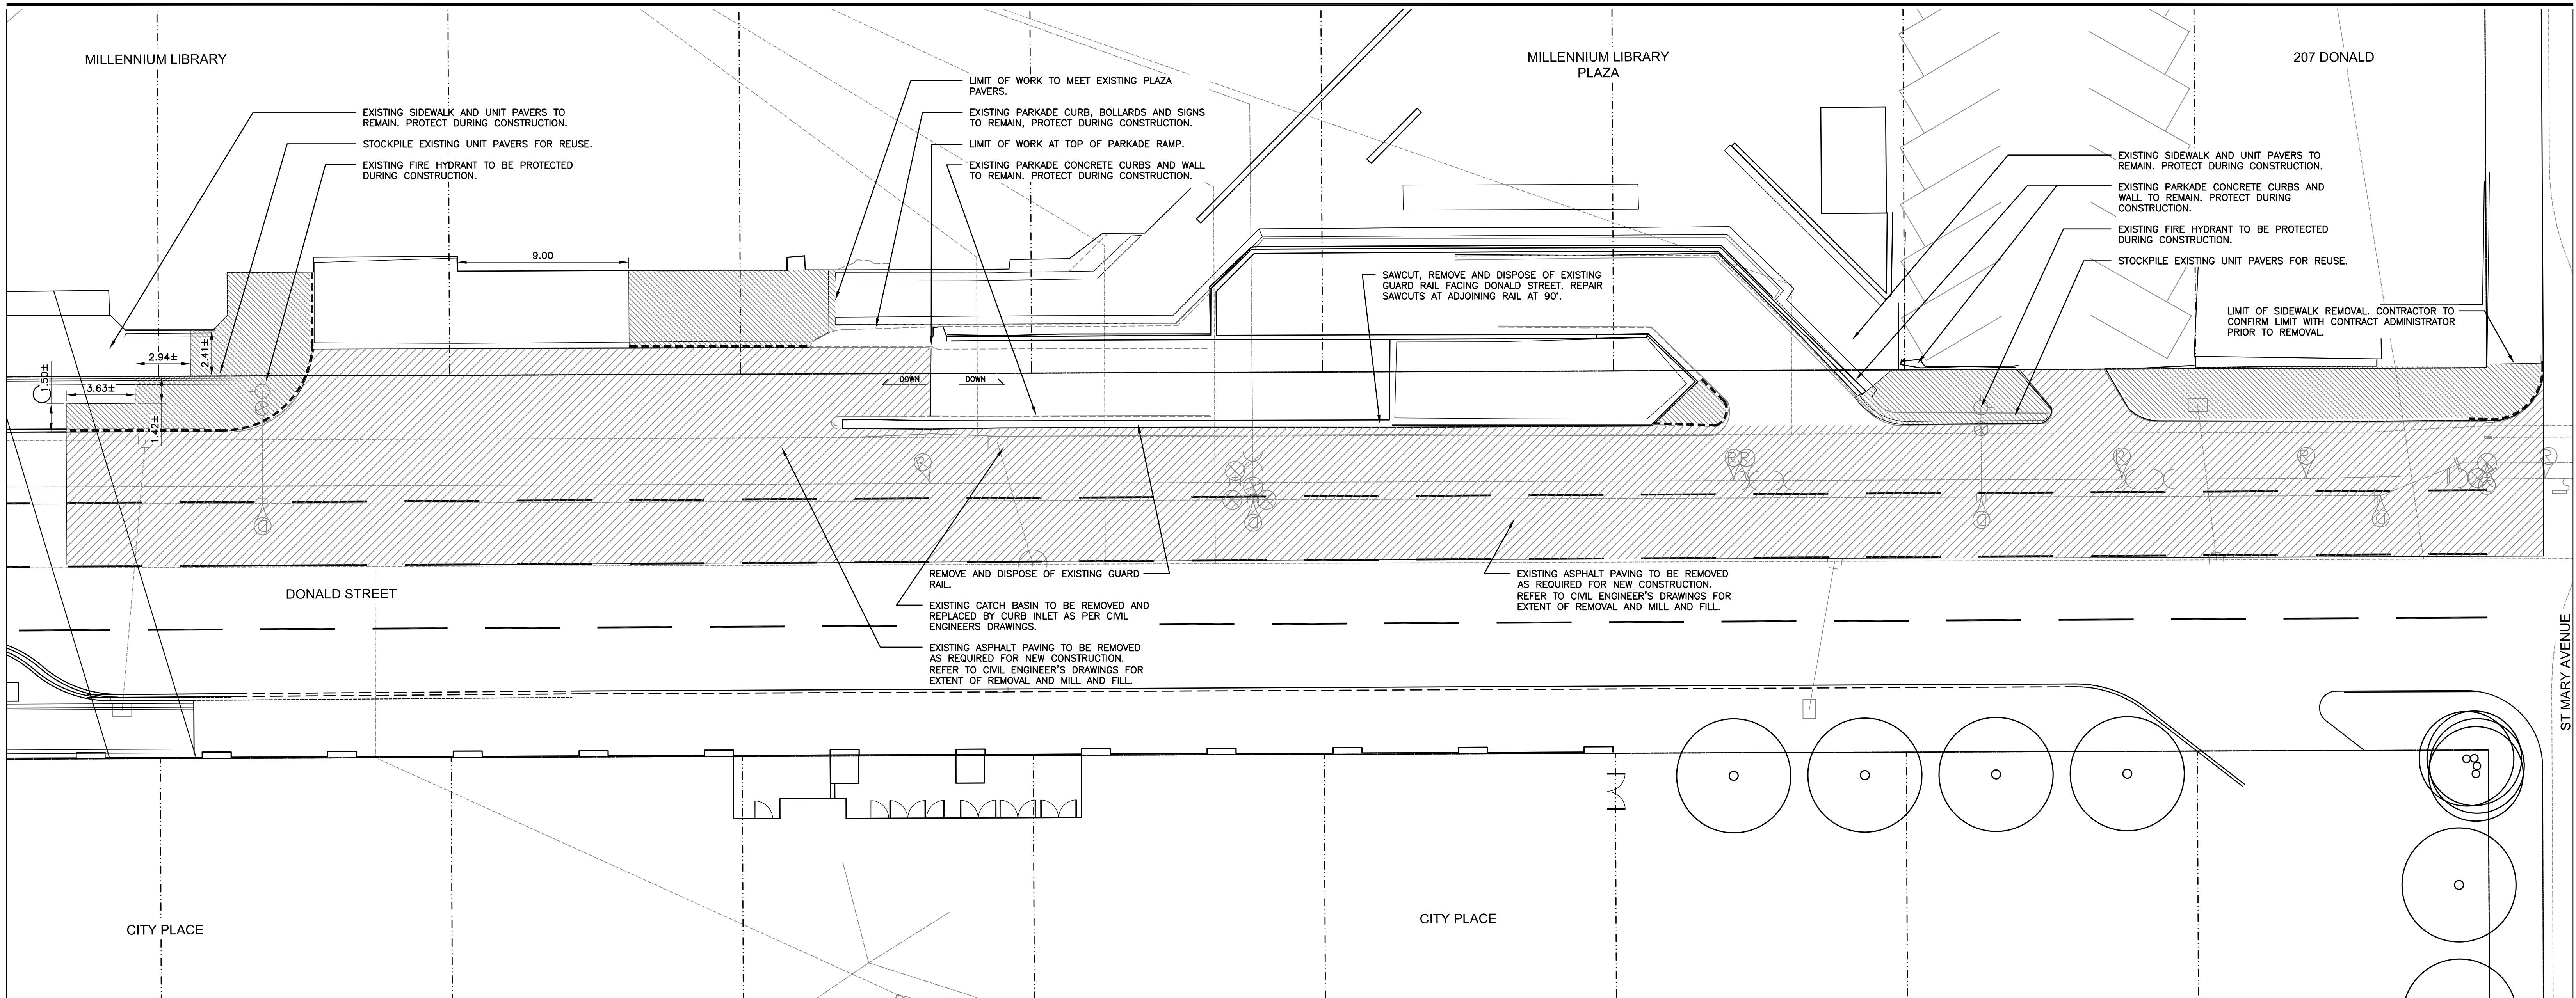 MILLENNIUM LIBRARY
MILLENNIUM LIBRARY
PLAZA
207 DONALD
EXISTING SIDEWALK AND UNIT PAVERS TO
REMAIN. PROTECT DURING CONSTRUCTION.
STOCKPILE EXISTING UNIT PAVERS FOR REUSE.
EXISTING FIRE HYDRANT TO BE PROTECTED
DURING CONSTRUCTION.
LIMIT OF WORK TO MEET EXISTING PLAZA
PAVERS.
EXISTING PARKADE CURB, BOLLARDS AND SIGNS
TO REMAIN, PROTECT DURING CONSTRUCTION.
LIMIT OF WORK AT TOP OF PARKADE RAMP.
EXISTING PARKADE CONCRETE CURBS AND WALL
TO REMAIN. PROTECT DURING CONSTRUCTION.
EXISTING SIDEWALK AND UNIT PAVERS TO
REMAIN. PROTECT DURING CONSTRUCTION.
EXISTING PARKADE CONCRETE CURBS AND
WALL TO REMAIN. PROTECT DURING
CONSTRUCTION.
EXISTING FIRE HYDRANT TO BE PROTECTED
DURING CONSTRUCTION.
STOCKPILE EXISTING UNIT PAVERS FOR REUSE.
9.00
SAWCUT, REMOVE AND DISPOSE OF EXISTING
GUARD RAIL FACING DONALD STREET. REPAIR
SAWCUTS AT ADJOINING RAIL AT 90°.
LIMIT OF SIDEWALK REMOVAL. CONTRACTOR TO
CONFIRM LIMIT WITH CONTRACT ADMINISTRATOR
PRIOR TO REMOVAL.
2.94±
2.41±
1.50±
3.63±
1.42±
DOWN
DOWN
REMOVE AND DISPOSE OF EXISTING GUARD
RAIL.
EXISTING CATCH BASIN TO BE REMOVED AND
REPLACED BY CURB INLET AS PER CIVIL
ENGINEERS DRAWINGS.
EXISTING ASPHALT PAVING TO BE REMOVED
AS REQUIRED FOR NEW CONSTRUCTION.
REFER TO CIVIL ENGINEER'S DRAWINGS FOR
EXTENT OF REMOVAL AND MILL AND FILL.
EXISTING ASPHALT PAVING TO BE REMOVED
AS REQUIRED FOR NEW CONSTRUCTION.
REFER TO CIVIL ENGINEER'S DRAWINGS FOR
EXTENT OF REMOVAL AND MILL AND FILL.
DONALD STREET
ST MARY AVENUE
CITY PLACE
CITY PLACE